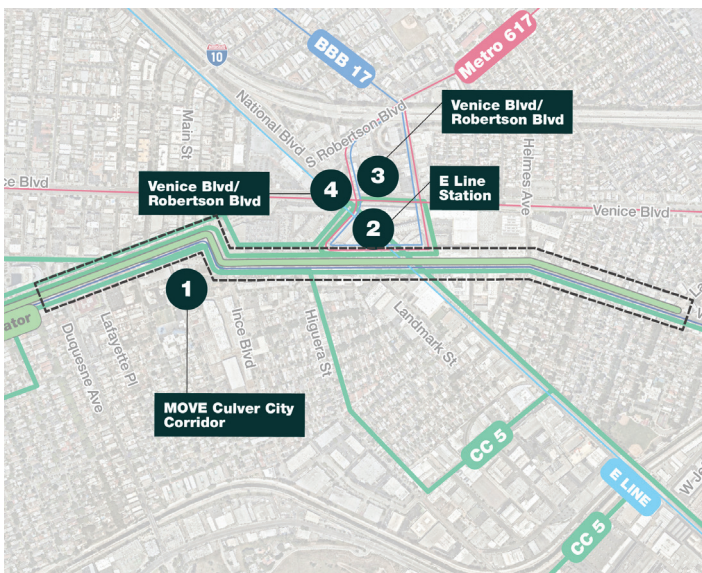 BBB 17
Metro 617
10
National Blvd
S Robertson Blvd
Main St
Venice Blvd/
Robertson Blvd
3
Helmes Ave
ce Blvd
Venice Blvd/
Robertson Blvd
4
E Line
Station
2
Venice Blvd
1
ator
Duquesne Ave
Lafayette Pl
Ince Blvd
Higuera St
Landmark St
MOVE Culver City
Corridor
CC 5
E LINE
W Je
CC 5